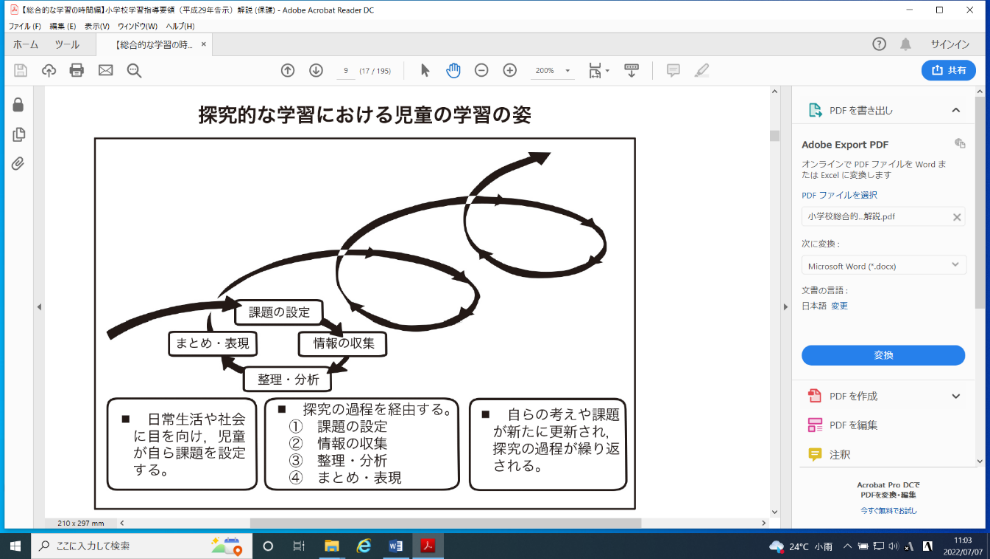 【総合的な学習の時間編】小学校学習指導要領（平成29年告示）解説 (保護) - Adobe Acrobat Reader DC
ファイル(F) 編集(E) 表示(V) ウィンドウ(W) ヘルプ(H)
ホーム ツール 【総合的な学習の時... × サインイン
9 (17 / 195) 200% 共有
探究的な学習における児童の学習の姿
課題の設定
まとめ・表現 情報の収集
整理・分析
■ 日常生活や社会
に目を向け，児童
が自ら課題を設定
する。
■ 探究の過程を経由する。
① 課題の設定
② 情報の収集
③ 整理・分析
④ まとめ・表現
■ 自らの考えや課題
が新たに更新され，
探究の過程が繰り返
される。
210 x 297 mm
PDF を書き出し
Adobe Export PDF
オンラインで PDF ファイルを Word ま
たは Excel に変換します
PDF ファイルを選択
小学校総合的...解説.pdf
次に変換 :
Microsoft Word (*.docx)
文書の言語 :
日本語 変更
変換
PDF を作成
PDF を編集
注釈
Acrobat Pro DCで
PDFを変換・編集
今すぐ無料でお試し
ここに入力して検索
24°C 小雨
A
11:03
2022/07/07